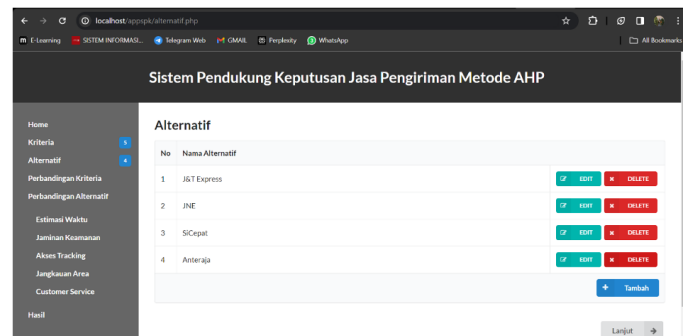 localhost/appspk/alternatif.php
E-Learning SISTEM INFORMASI... Telegram Web GMAIL Perplexity WhatsApp All Bookmarks
Sistem Pendukung Keputusan Jasa Pengiriman Metode AHP
Home
Kriteria 5
Alternatif 4
Perbandingan Kriteria
Perbandingan Alternatif
Estimasi Waktu
Jaminan Keamanan
Akses Tracking
Jangkauan Area
Customer Service
Hasil
Alternatif
No Nama Alternatif
1 J&T Express EDIT DELETE
2 JNE EDIT DELETE
3 SiCepat EDIT DELETE
4 Anteraja EDIT DELETE
Tambah
Lanjut